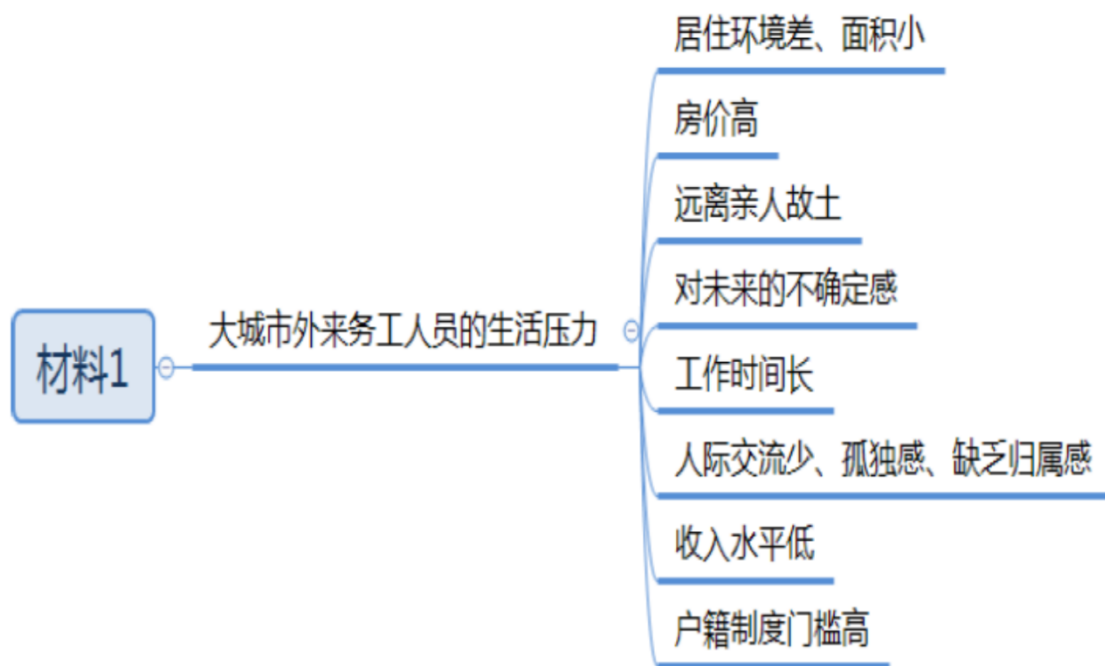 居住环境差、面积小
房价高
远离亲人故土
对未来的不确定感
材料1
大城市外来务工人员的生活压力
工作时间长
人际交流少、孤独感、缺乏归属感
收入水平低
户籍制度门槛高